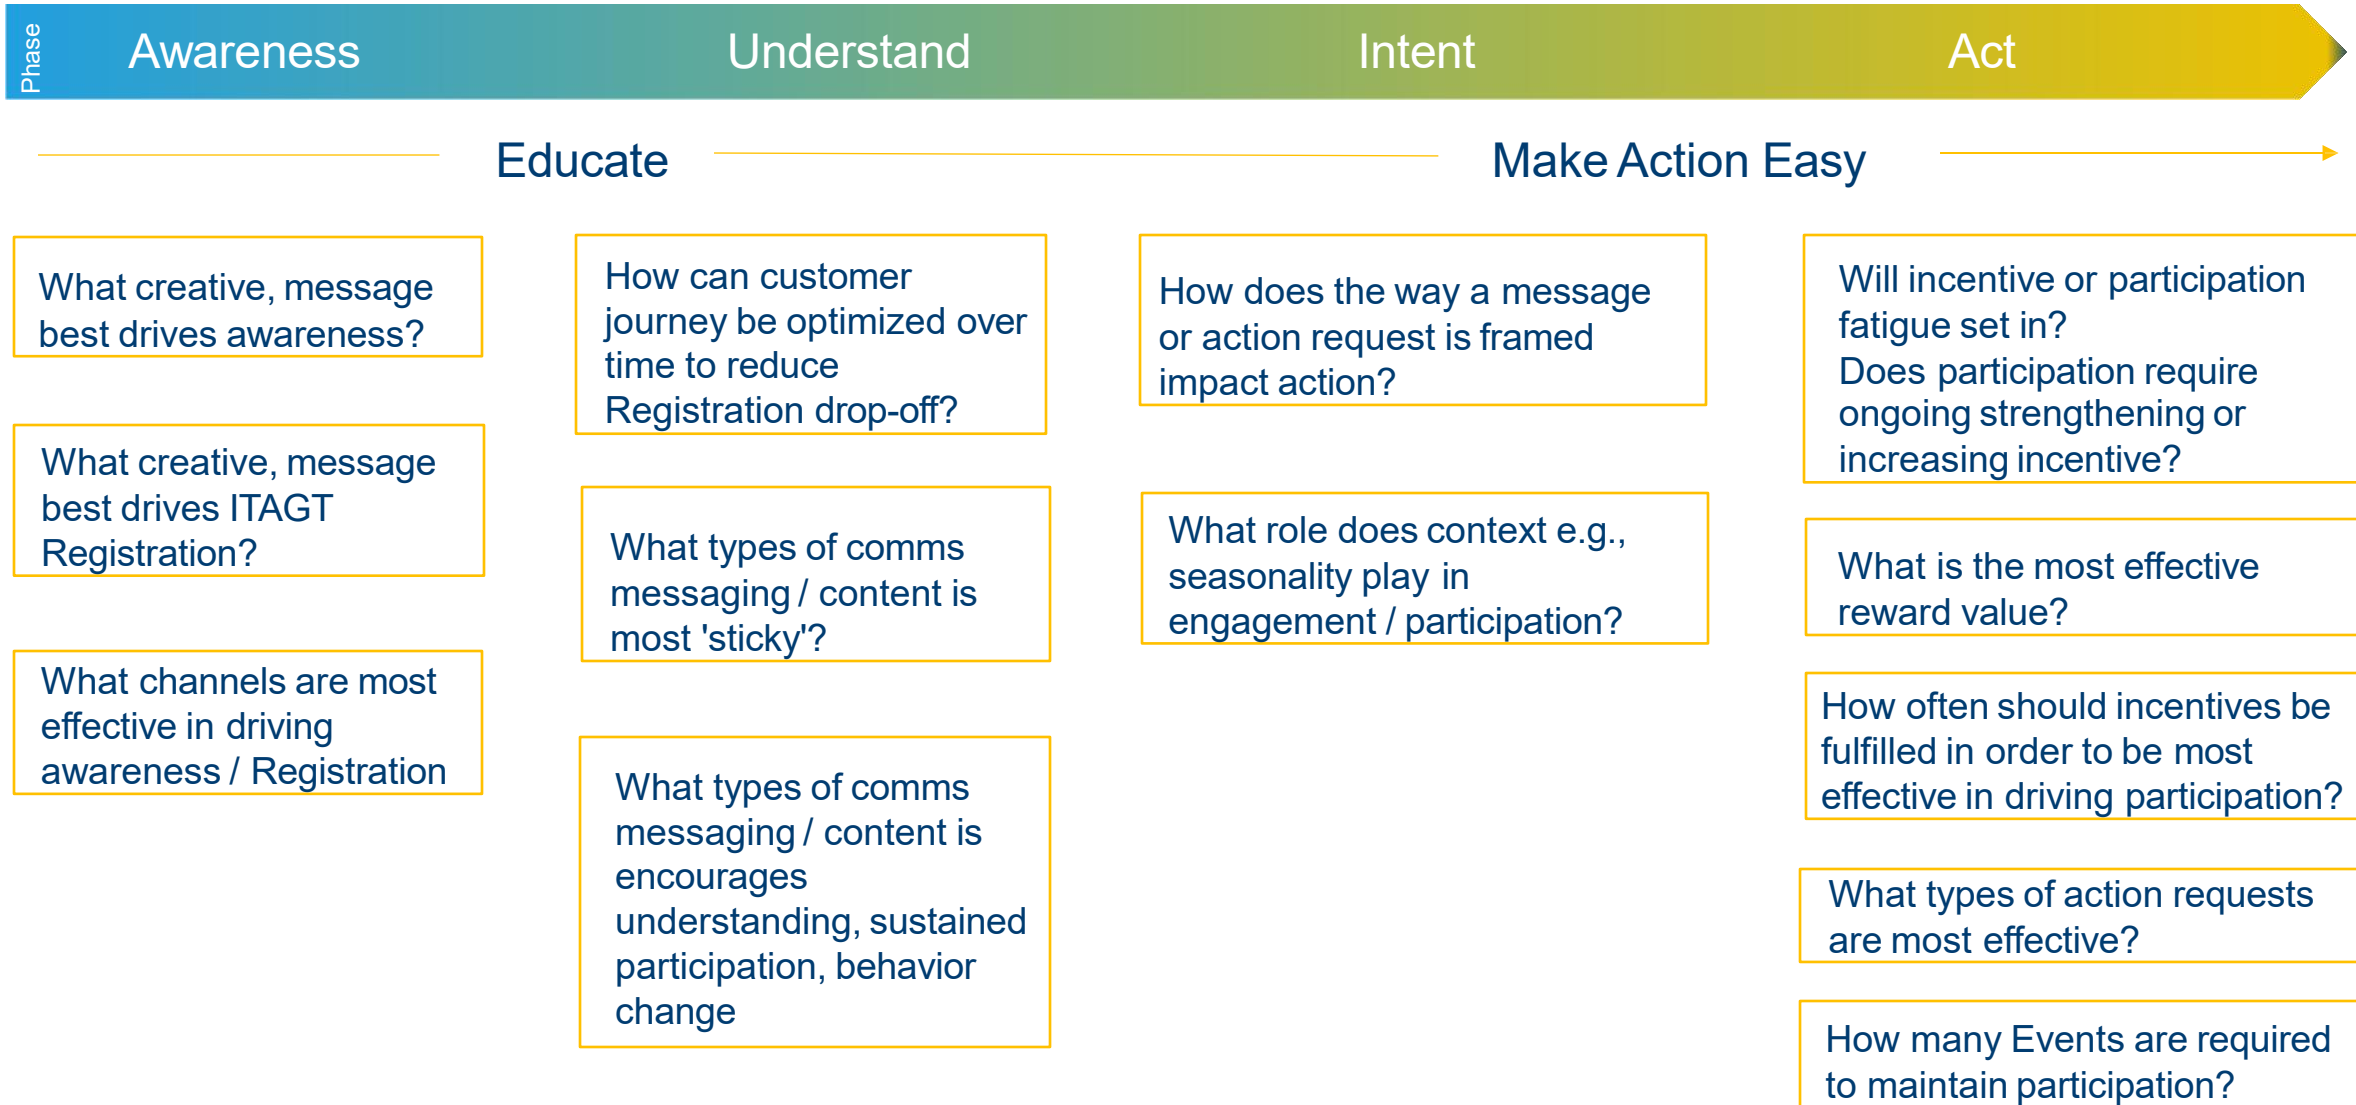 Phase
Awareness
Understand
Intent
Act
Educate
Make Action Easy
What creative, message
best drives awareness?
What creative, message
best drives ITAGT
Registration?
What channels are most
effective in driving
awareness / Registration
How can customer
journey be optimized over
time to reduce
Registration drop-off?
What types of comms
messaging / content is
most 'sticky'?
What types of comms
messaging / content is
encourages
understanding, sustained
participation, behavior
change
How does the way a message
or action request is framed
impact action?
What role does context e.g.,
seasonality play in
engagement / participation?
Will incentive or participation
fatigue set in?
Does participation require
ongoing strengthening or
increasing incentive?
What is the most effective
reward value?
How often should incentives be
fulfilled in order to be most
effective in driving participation?
What types of action requests
are most effective?
How many Events are required
to maintain participation?